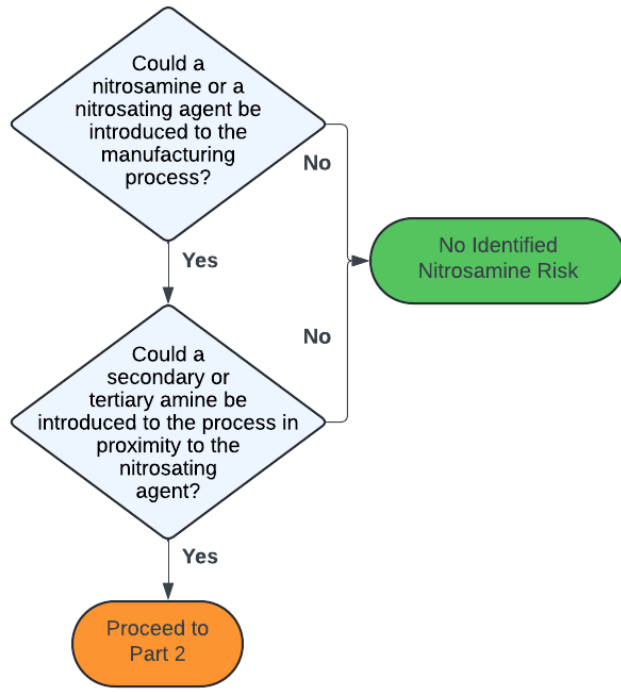 Could a
nitrosamine or a
nitrosating agent be
introduced to the
manufacturing
process?
No
Yes
No Identified
Nitrosamine Risk
No
Could a
secondary or
tertiary amine be
introduced to the process in
proximity to the
nitrosating
agent?
Yes
Proceed to
Part 2